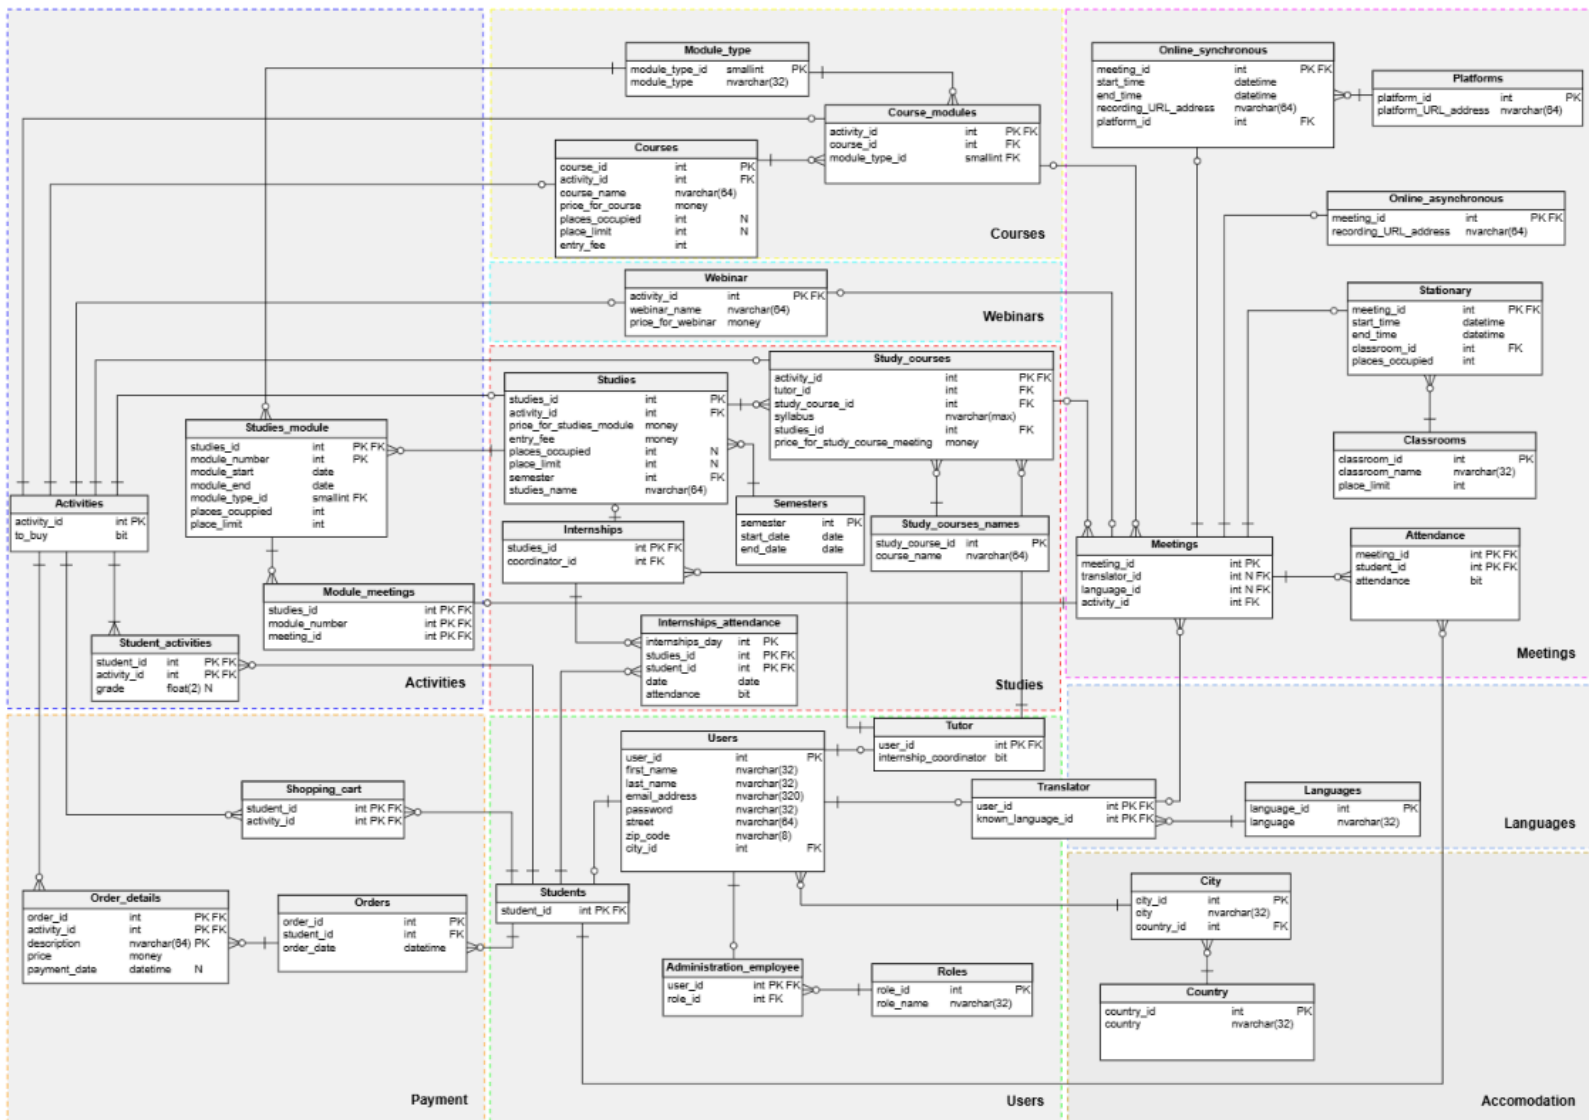 Module_type
module_type_id smallint PK
module_type nvarchar(32)
Course_modules
activity_id int PK FK
course_id int FK
module_type_id smallint FK
Courses
course_id int PK
activity_id int FK
course_name nvarchar(64)
price_for_course money
places_occupied int N
place_limit int N
entry_fee int
Courses
Webinar
activity_id int PK FK
webinar_name nvarchar(64)
price_for_webinar money
Webinars
Online_synchronous
meeting_id int PK FK
start_time datetime
end_time datetime
recording_URL_address nvarchar(64)
platform_id int FK
Platforms
platform_id int PK
platform_URL_address nvarchar(64)
Online_asynchronous
meeting_id int PK FK
recording_URL_address nvarchar(64)
Stationary
meeting_id int PK FK
start_time datetime
end_time datetime
classroom_id int FK
places_occupied int
Classrooms
classroom_id int PK
classroom_name nvarchar(32)
place_limit int
Attendance
meeting_id int PK FK
student_id int PK FK
attendance bit
Meetings
meeting_id int PK
translator_id int N FK
language_id int N FK
activity_id int FK
Meetings
Study_courses
activity_id int PK FK
tutor_id int FK
study_course_id int FK
syllabus nvarchar(max)
studies_id int FK
price_for_study_course_meeting money
Studies
studies_id int PK
activity_id int FK
price_for_studies_module money
entry_fee money
places_occupied int N
place_limit int N
semester int FK
studies_name nvarchar(64)
Semesters
semester int PK
start_date date
end_date date
Study_courses_names
study_course_id int PK
course_name nvarchar(64)
Internships
studies_id int PK FK
coordinator_id int FK
Internships_attendance
internships_day int PK
studies_id int PK FK
student_id int PK FK
date date
attendance bit
Studies
Studies_module
studies_id int PK FK
module_number int PK
module_start date
module_end date
module_type_id smallint FK
places_ocuppied int
place_limit int
Activities
activity_id int PK
to_buy bit
Module_meetings
studies_id int PK FK
module_number int PK FK
meeting_id int PK FK
Student_activities
student_id int PK FK
activity_id int PK FK
grade float(2) N
Activities
Shopping_cart
student_id int PK FK
activity_id int PK FK
Order_details
order_id int PK FK
activity_id int PK FK
description nvarchar(64) PK
price money
payment_date datetime N
Orders
order_id int PK
student_id int FK
order_date datetime
Payment
Users
user_id int PK
first_name nvarchar(32)
last_name nvarchar(32)
email_address nvarchar(320)
password nvarchar(32)
street nvarchar(64)
zip_code nvarchar(8)
city_id int FK
Tutor
user_id int PK FK
internship_coordinator bit
Translator
user_id int PK FK
known_language_id int PK FK
Students
student_id int PK FK
Administration_employee
user_id int PK FK
role_id int FK
Roles
role_id int PK
role_name nvarchar(32)
Users
Languages
language_id int PK
language nvarchar(32)
Languages
City
city_id int PK
city nvarchar(32)
country_id int FK
Country
country_id int PK
country nvarchar(32)
Accomodation